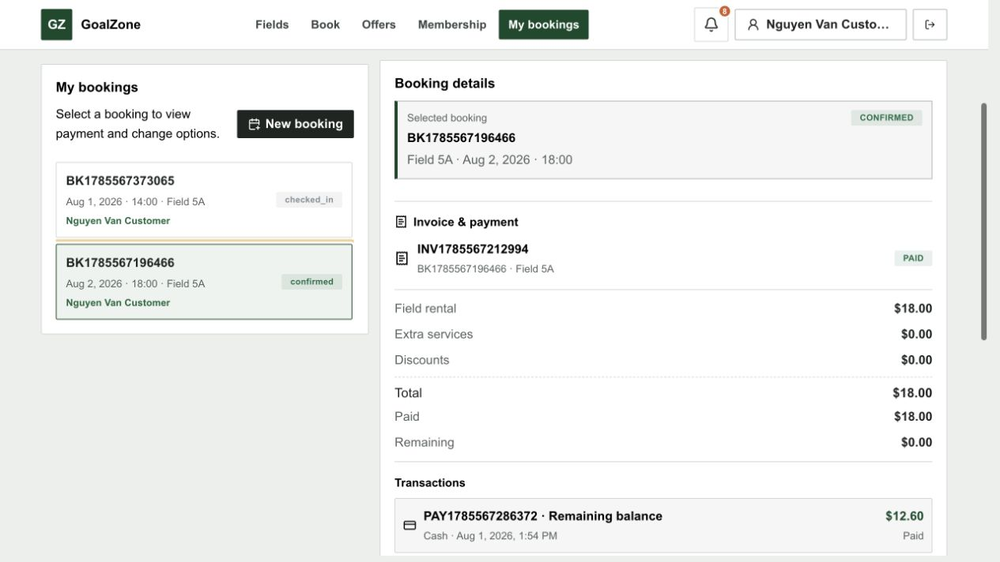 GZ GoalZone
Fields Book Offers Membership My bookings
8
Nguyen Van Custo...
My bookings
Select a booking to view
payment and change options.
New booking
BK1785567373065
Aug 1, 2026 · 14:00 · Field 5A
checked_in
Nguyen Van Customer
BK1785567196466
Aug 2, 2026 · 18:00 · Field 5A
confirmed
Nguyen Van Customer
Booking details
Selected booking
CONFIRMED
BK1785567196466
Field 5A · Aug 2, 2026 · 18:00
Invoice & payment
INV1785567212994
BK1785567196466 · Field 5A
PAID
Field rental $18.00
Extra services $0.00
Discounts $0.00
Total $18.00
Paid $18.00
Remaining $0.00
Transactions
PAY1785567286372 · Remaining balance $12.60
Cash · Aug 1, 2026, 1:54 PM Paid